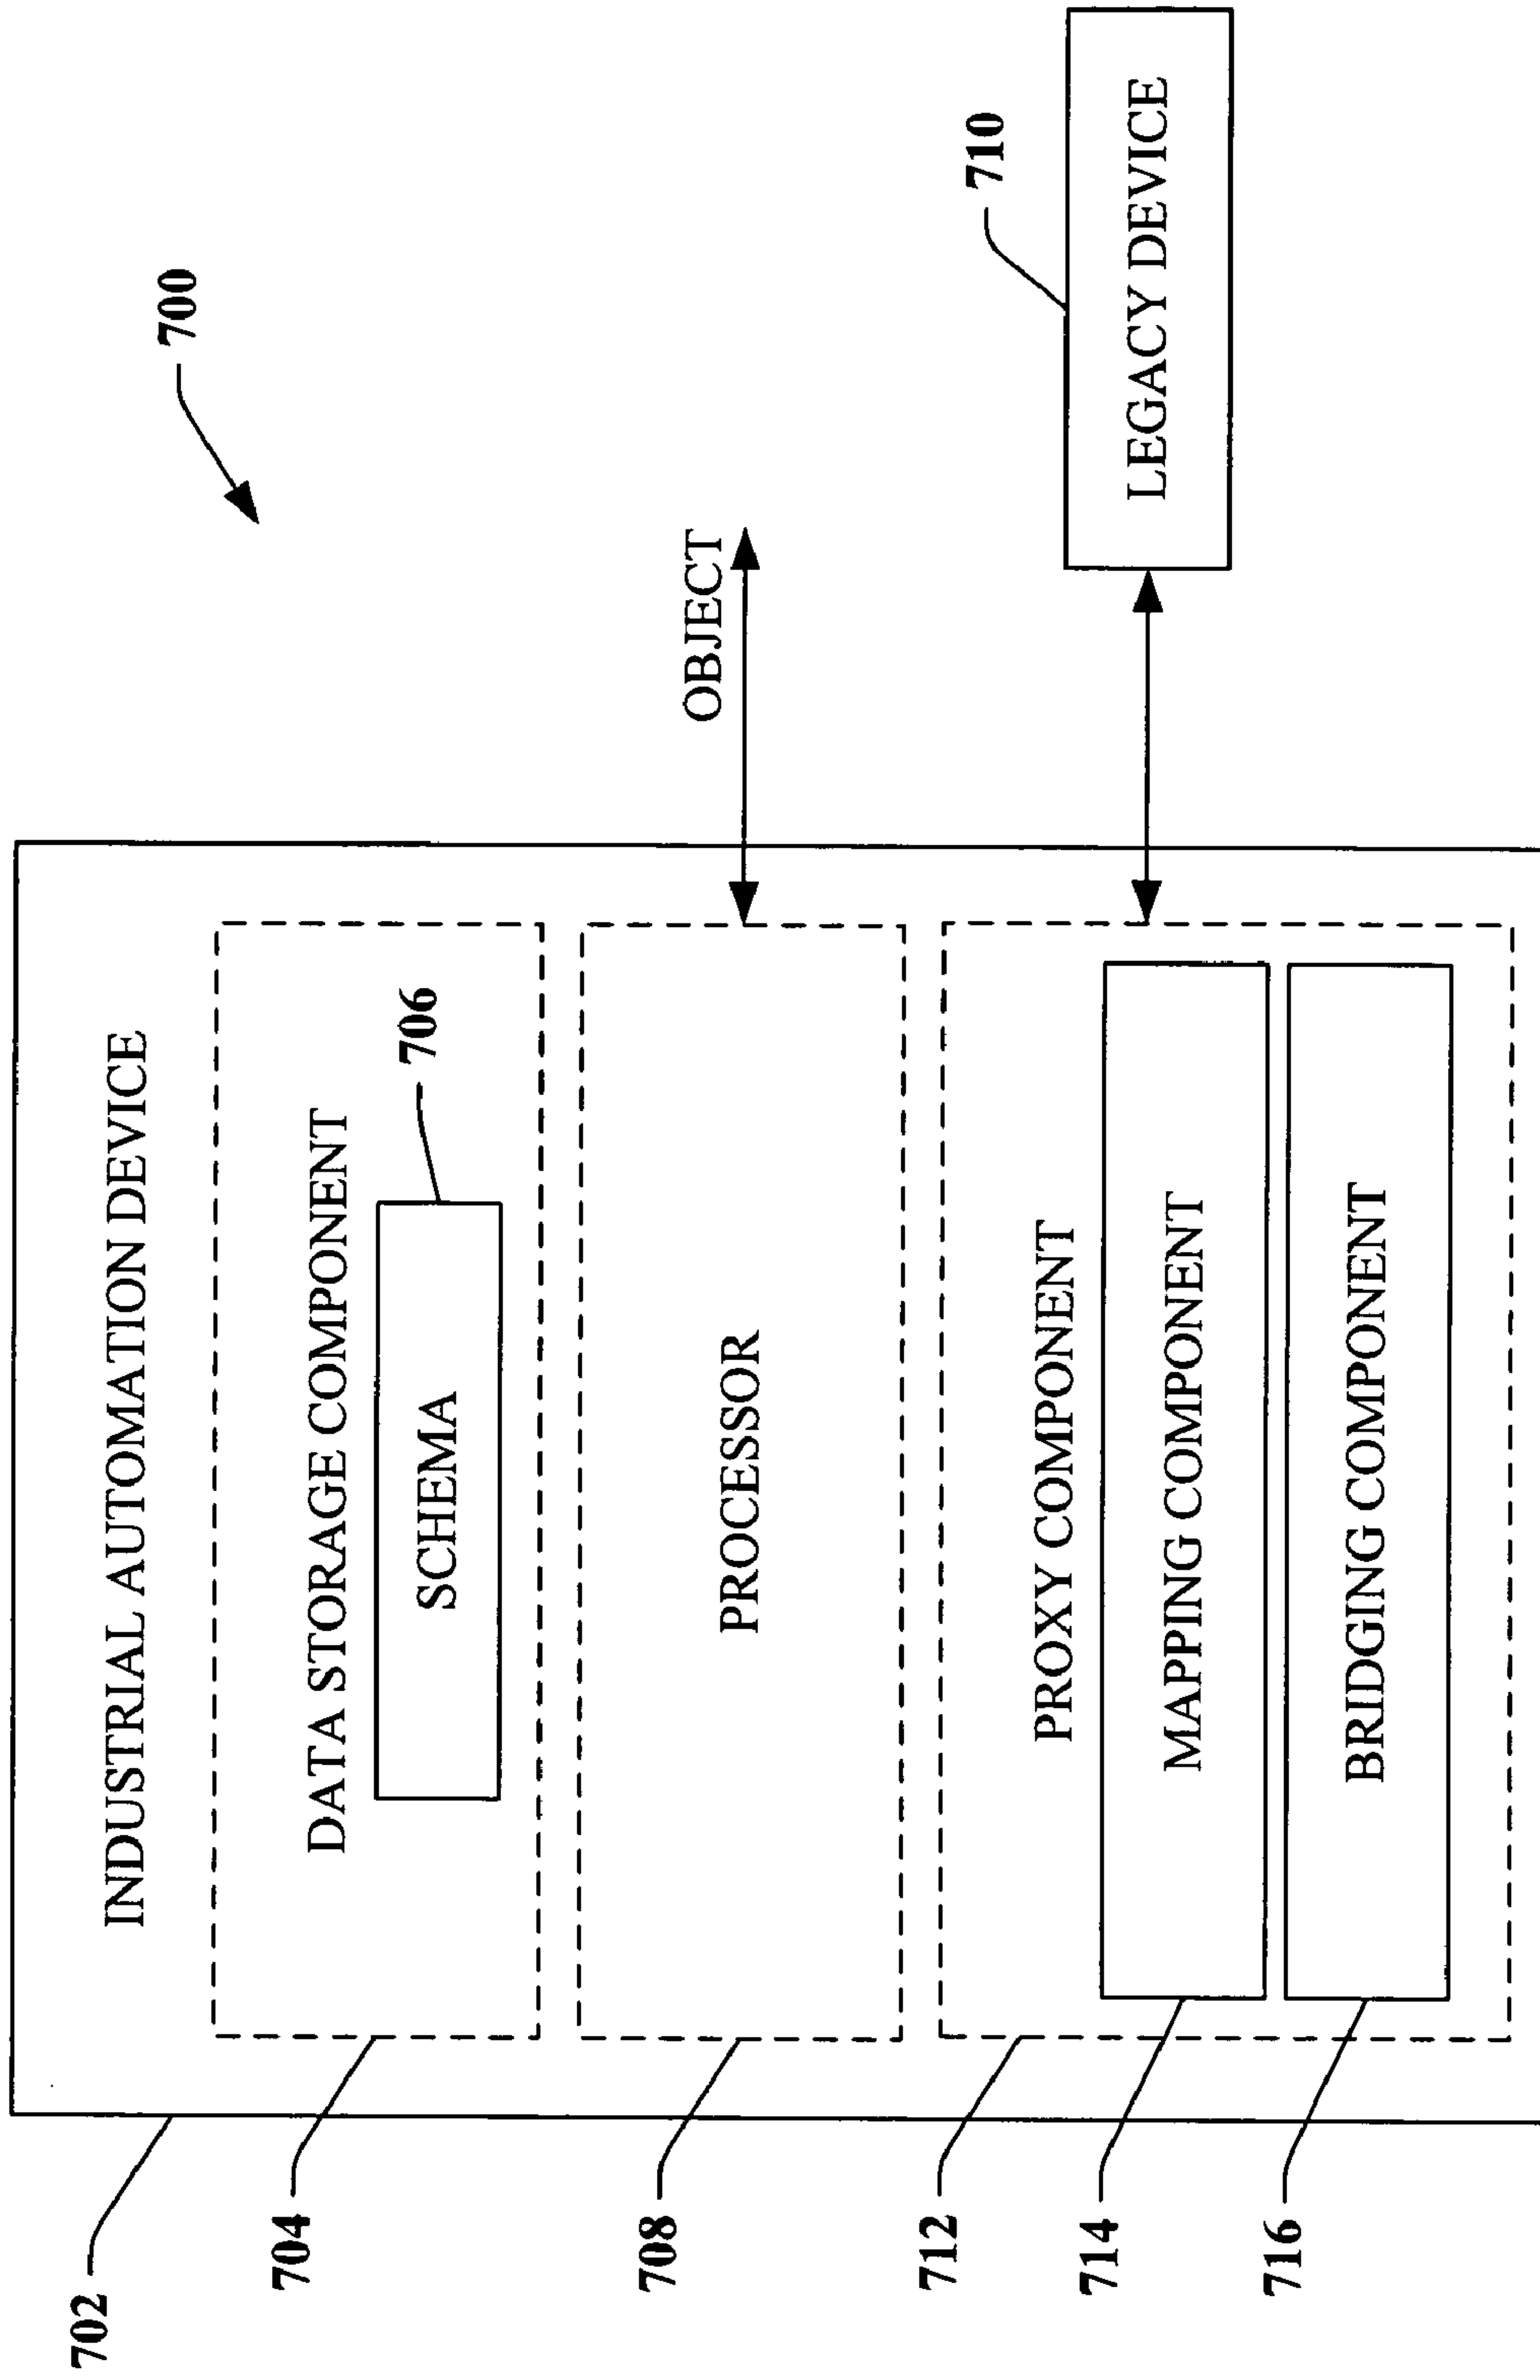 700
702
INDUSTRIAL AUTOMATION DEVICE
704
DATA STORAGE COMPONENT
706
SCHEMA
708
PROCESSOR
OBJECT
712
PROXY COMPONENT
710
LEGACY DEVICE
714
MAPPING COMPONENT
716
BRIDGING COMPONENT